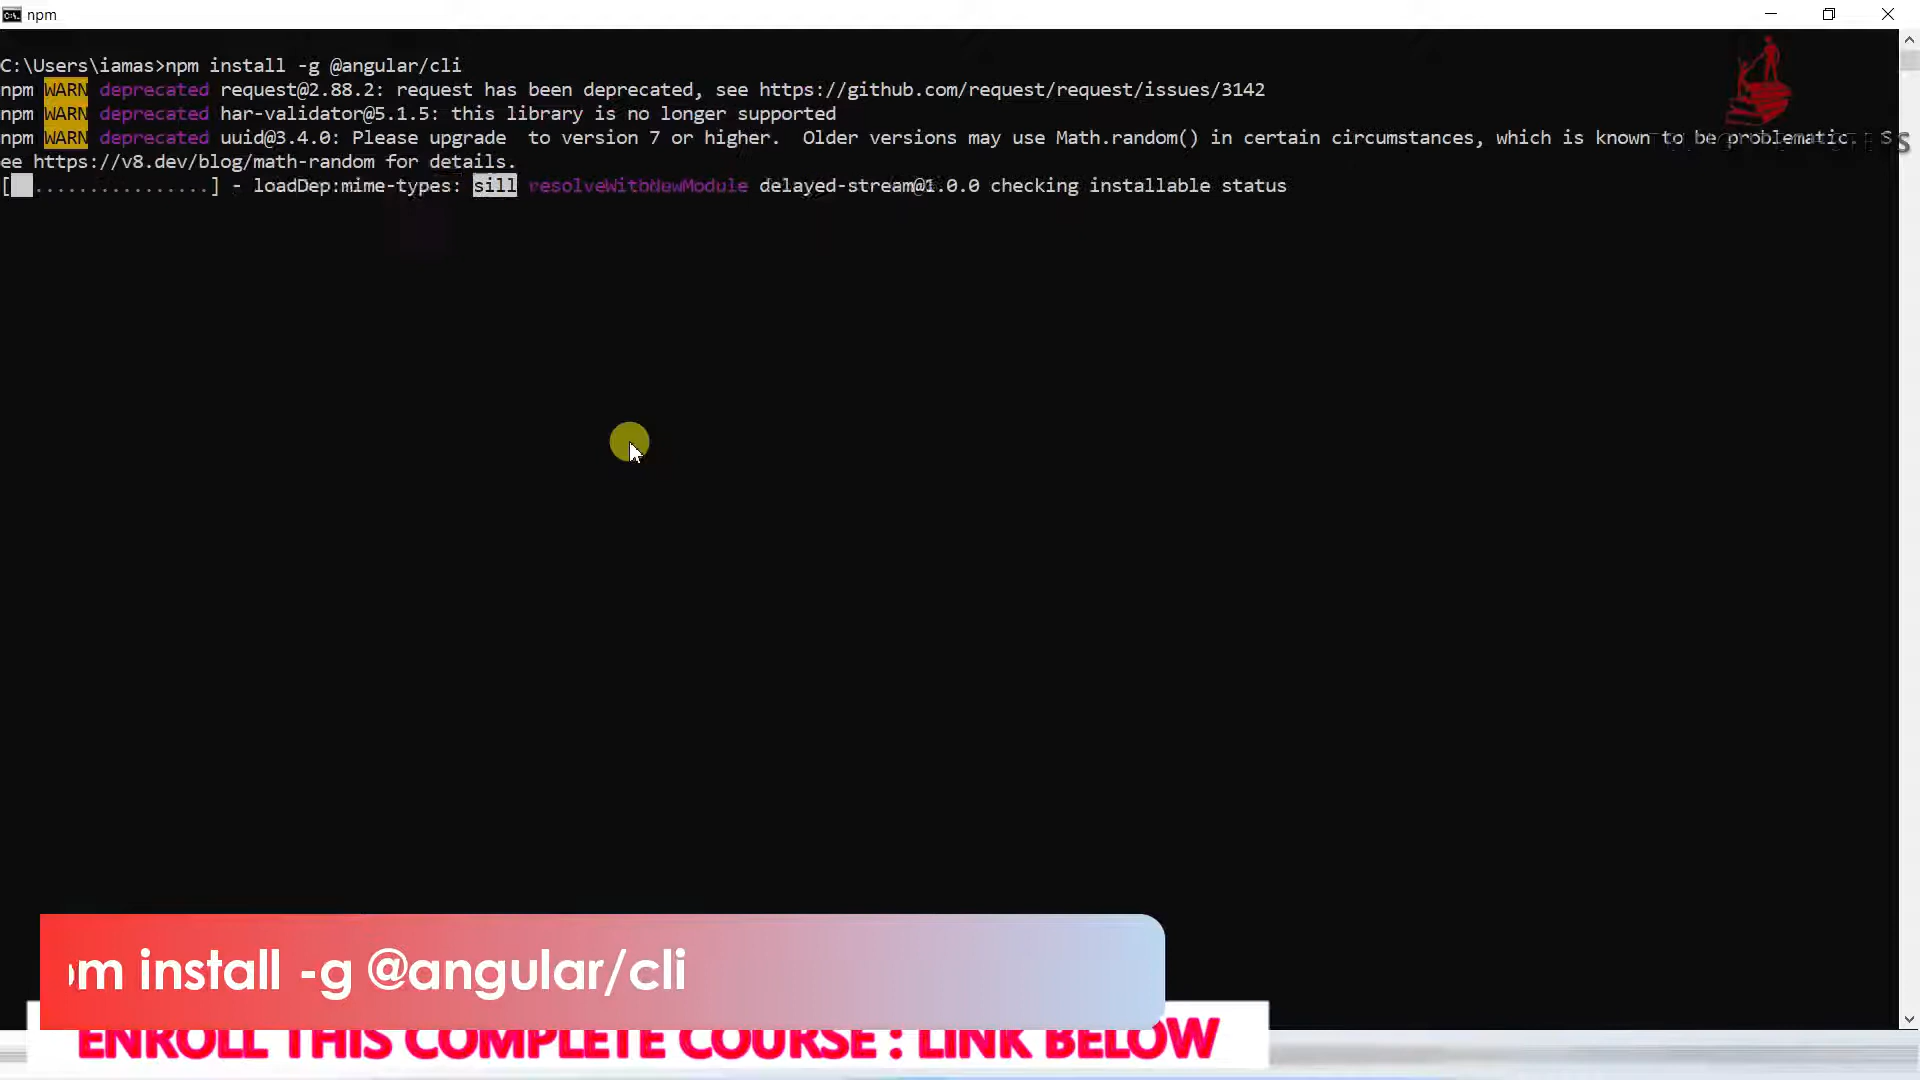 npm
C:\Users\iamas>npm install -g @angular/cli
npm WARN deprecated request@2.88.2: request has been deprecated, see https://github.com/request/request/issues/3142
npm WARN deprecated har-validator@5.1.5: this library is no longer supported
npm WARN deprecated uuid@3.4.0: Please upgrade  to version 7 or higher.  Older versions may use Math.random() in certain circumstances, which is known to be problematic.  S
ee https://v8.dev/blog/math-random for details.
[ ................] - loadDep:mime-types: sill resolveWithNewModule delayed-stream@1.0.0 checking installable status
pm install -g @angular/cli
ENROLL THIS COMPLETE COURSE : LINK BELOW